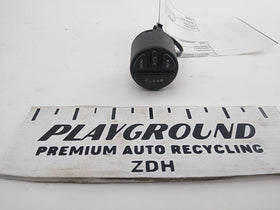 CLEAR
PLAYGROUND
PREMIUM AUTO RECYCLING
ZDH